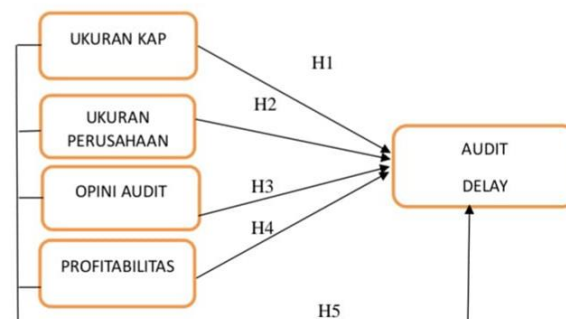 UKURAN KAP
H1
H2
UKURAN
PERUSAHAAN
AUDIT
DELAY
OPINI AUDIT
H3
H4
PROFITABILITAS
H5